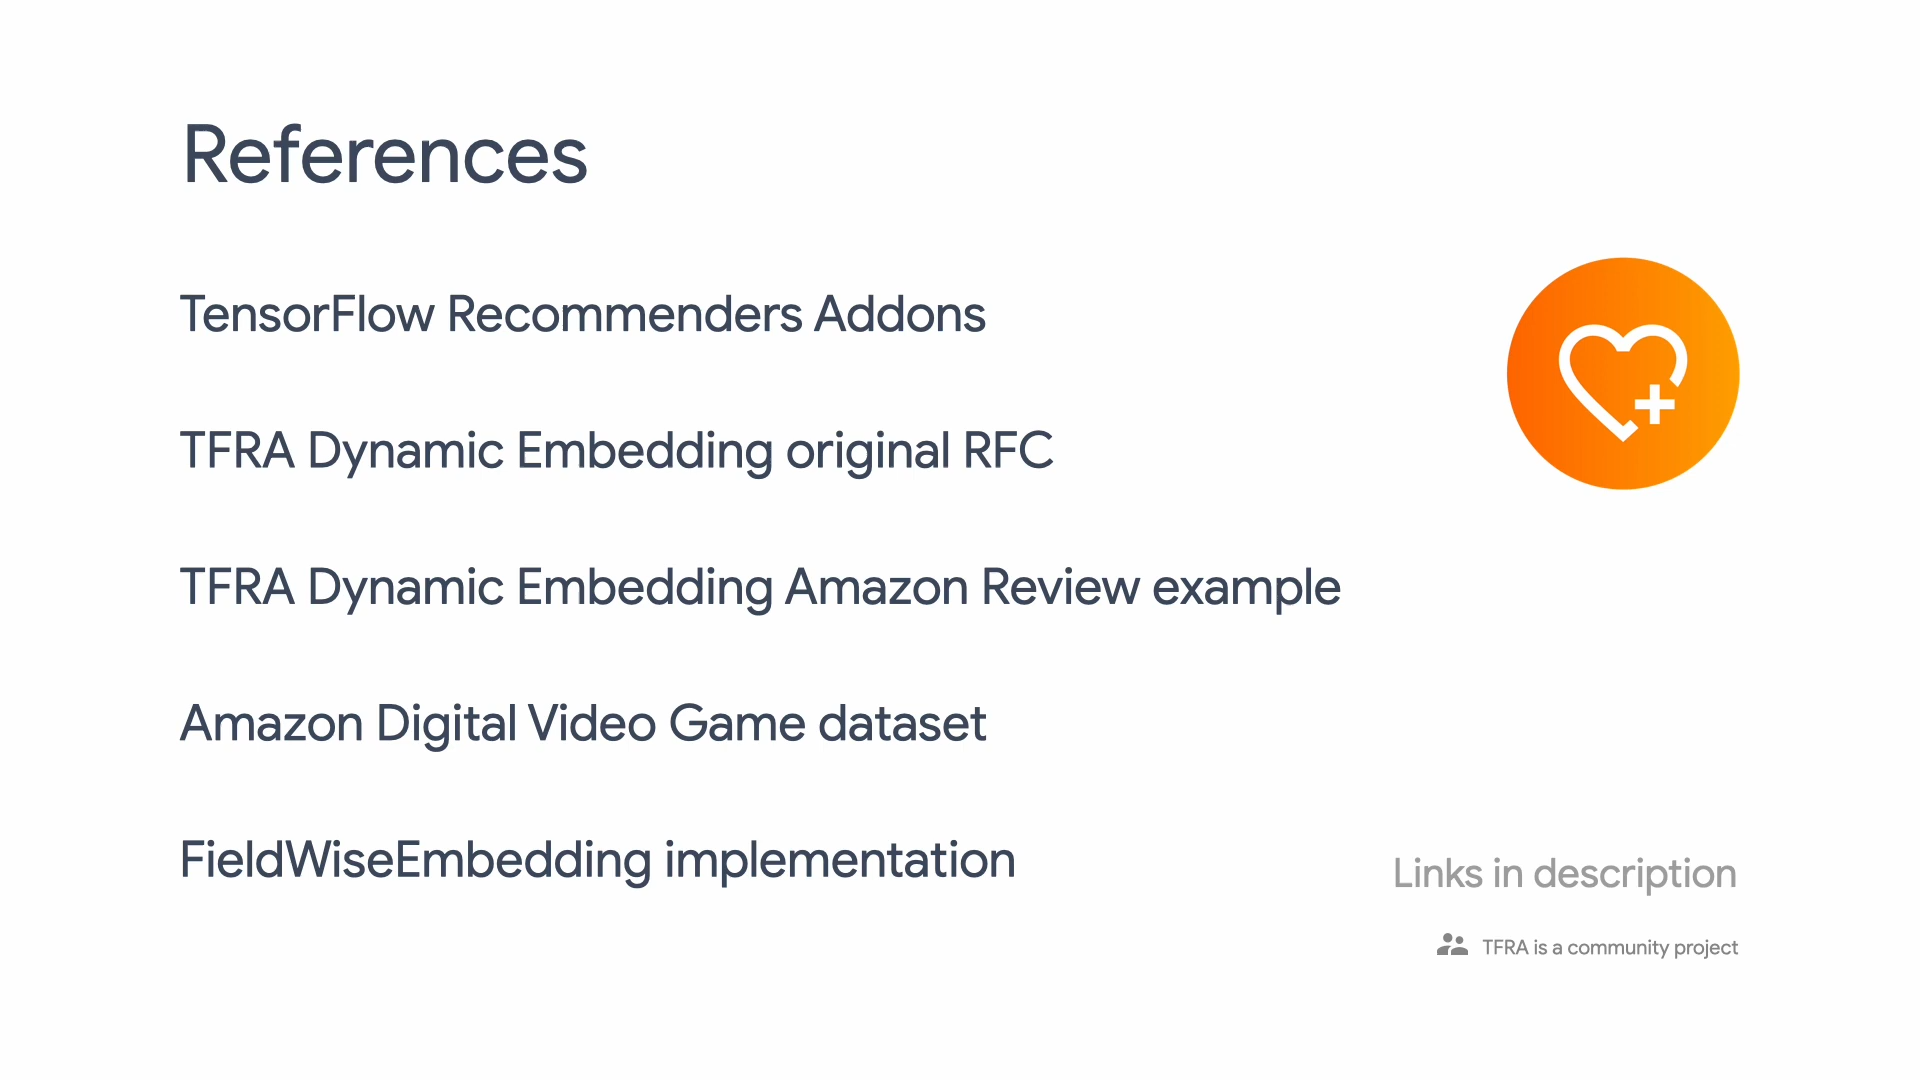 References
TensorFlow Recommenders Addons
TFRA Dynamic Embedding original RFC
TFRA Dynamic Embedding Amazon Review example
Amazon Digital Video Game dataset
FieldWiseEmbedding implementation
Links in description
TFRA is a community project